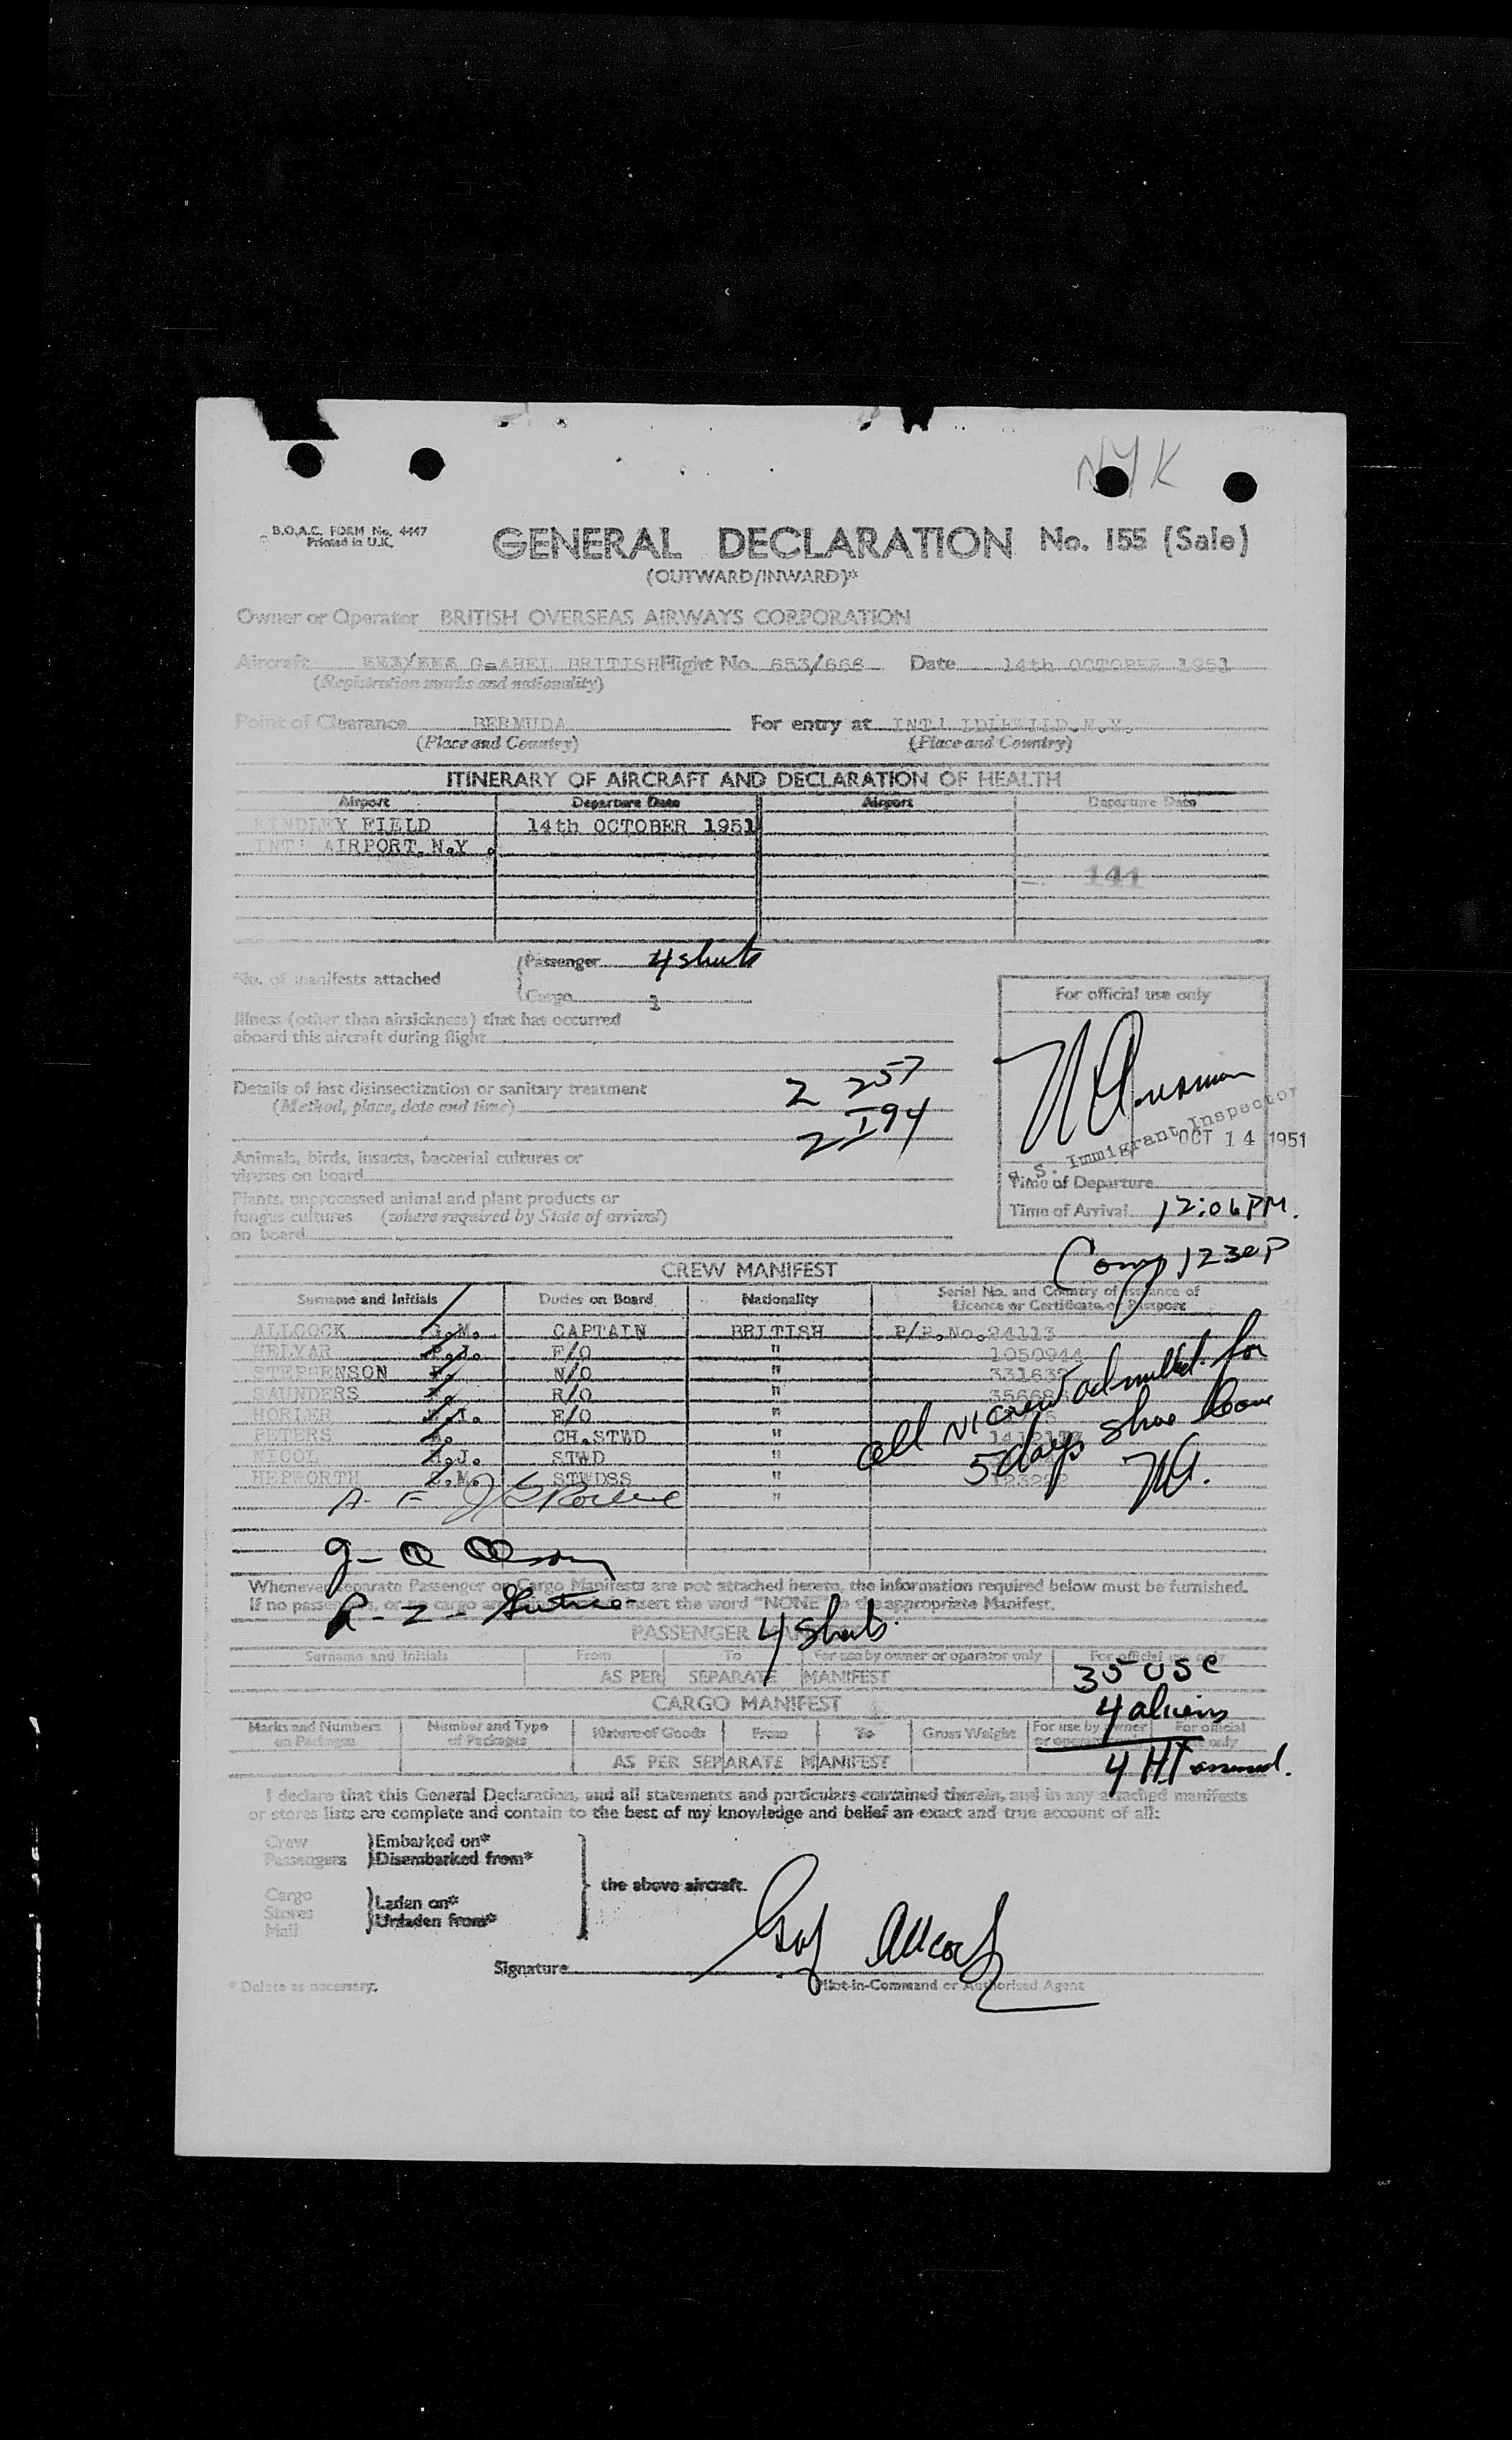 NYK
B.O.A.C. FORM No. 4447
Printed in U.K.
GENERAL DECLARATION No. 155 (Sale)
(OUTWARD/INWARD)*
Owner or Operator BRITISH OVERSEAS AIRWAYS CORPORATION
Aircraft G-AHEL BRITISH Flight No. 653/666 Date 14th OCTOBER 1951
(Registration marks and nationality)
Point of Clearance BERMUDA For entry at INT' IDLEWILD.N.Y.
(Place and Country) (Place and Country)
ITINERARY OF AIRCRAFT AND DECLARATION OF HEALTH
Airport Departure Date Airport Departure Date
KINDLEY FIELD 14th OCTOBER 1951
INT' AIRPORT.N.Y.
141
No. of manifests attached
Passenger 4 sheets
Cargo 1
For official use only
Illness (other than airsickness) that has occurred
aboard this aircraft during flight
Details of last disinsectization or sanitary treatment
(Method, place, date and time)
2 257
2 I94
U.S. Immigrant Inspector
OCT 14 1951
Animals, birds, insects, bacterial cultures or
viruses on board
Time of Departure
Plants, unprocessed animal and plant products or
fungus cultures (where required by State of arrival)
on board
Time of Arrival 12:06 PM.
Comp 1230P
CREW MANIFEST
Surname and Initials Duties on Board Nationality Serial No. and Country of Issuance of
Licence or Certificate or Passport
ALLCOCK G.M. CAPTAIN BRITISH P/P.No.24113
HELYAR F/O " 1050944
STEPHENSON N/O "
SAUNDERS R/O "
HORLER E/O "
PETERS CH.STWD "
NICOL STWD "
HEPWORTH STWDSS "
"
all crew admitted for
5 days shore leave
Whenever separate Passenger or Cargo Manifests are not attached hereto, the information required below must be furnished.
If no passengers, or no cargo are insert the word "NONE" in the appropriate Manifest.
PASSENGER MANIFEST
4 Sheets
Surname and Initials From To For use by owner or operator only For official use only
AS PER SEPARATE MANIFEST
35 USC
4 aliens
CARGO MANIFEST
Marks and Numbers on Packages Number and Type of Packages Nature of Goods From To Gross Weight For use by owner or operator For official use only
AS PER SEPARATE MANIFEST
4 HT
I declare that this General Declaration, and all statements and particulars contained therein, and in any attached manifests
or stores lists are complete and contain to the best of my knowledge and belief an exact and true account of all:
Crew
Passengers
Embarked on*
Disembarked from*
Cargo
Stores
Mail
Laden on*
Unladen from*
the above aircraft.
Signature Allcock
Pilot-in-Command or Authorised Agent
* Delete as necessary.